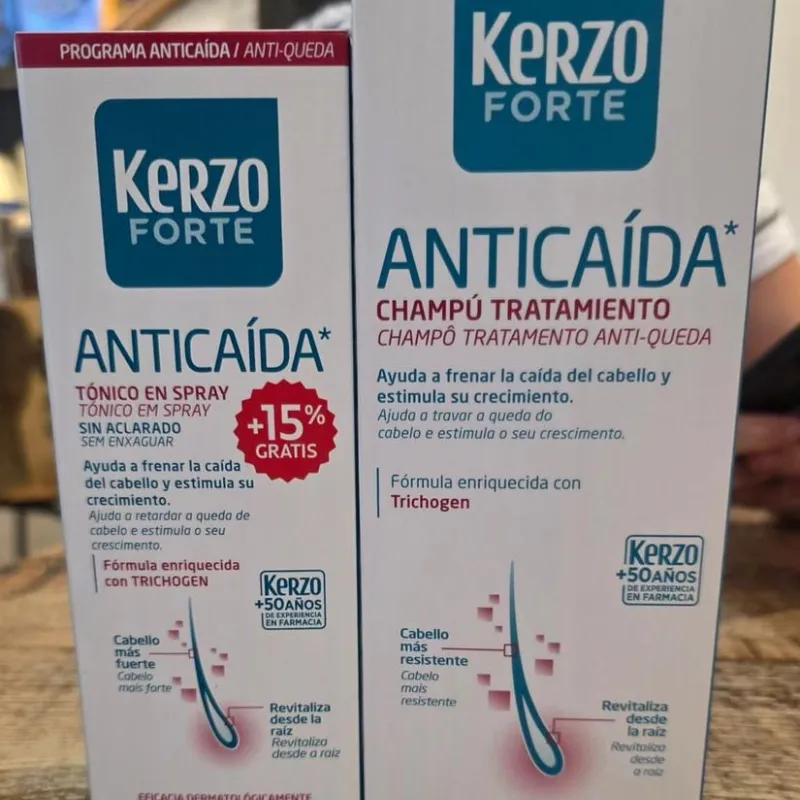 PROGRAMA ANTICAÍDA / ANTI-QUEDA
KERZO
FORTE
ANTICAÍDA*
TÓNICO EN SPRAY
TÓNICO EM SPRAY
SIN ACLARADO
SEM ENXAGUAR
+15%
GRATIS
Ayuda a frenar la caída
del cabello y estimula su
crecimiento.
Ajuda a retardar a queda de
cabelo e estimula o seu
crescimento.
Fórmula enriquecida
con TRICHOGEN
KERZO
+50AÑOS
DE EXPERIENCIA
EN FARMACIA
Cabello
más
fuerte
Cabelo
mais forte
Revitaliza
desde la
raíz
Revitaliza
desde a raiz
EFICACIA DERMATOLÓGICAMENTE
KERZO
FORTE
ANTICAÍDA*
CHAMPÚ TRATAMIENTO
CHAMPÔ TRATAMENTO ANTI-QUEDA
Ayuda a frenar la caída del cabello y
estimula su crecimiento.
Ajuda a travar a queda do
cabelo e estimula o seu crescimento.
Fórmula enriquecida con
Trichogen
KERZO
+50AÑOS
DE EXPERIENCIA
EN FARMACIA
Cabello
más
resistente
Cabelo
mais
resistente
Revitaliza
desde
la raíz
Revitaliza
desde
a raiz